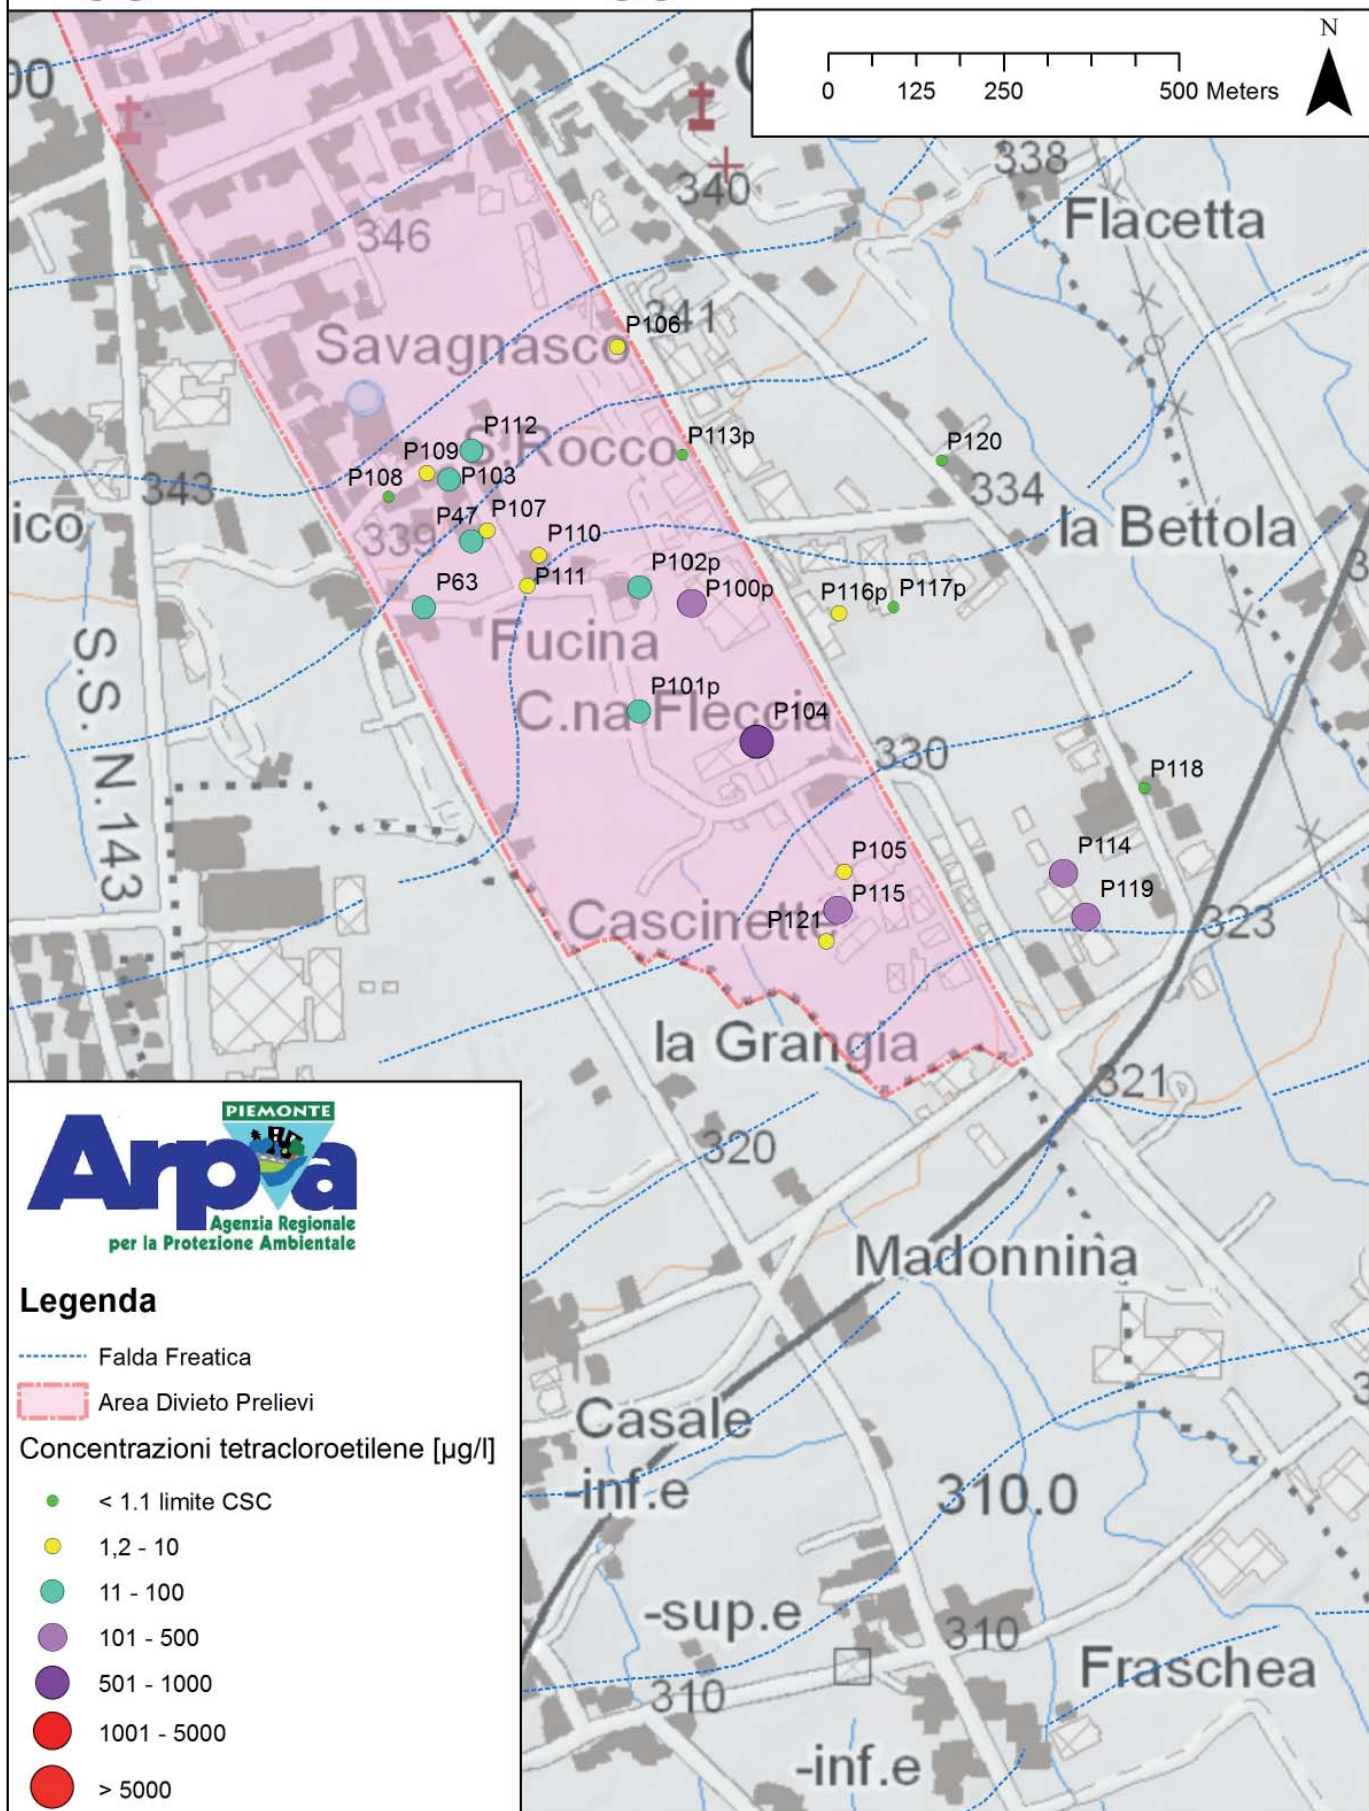 N
0 125 250 500 Meters
00
338
340
Flacetta
346
341
P106
Savagnasco
P112
S.Rocco
P113p
P109
P103
P120
P108
343
334
P47
P107
ico
339
la Bettola
P110
P102p
P111
P100p
P63
P116p
P117p
Fucina
P101p
C.na Fleccia
P104
S.S. N.143
330
P118
P105
P114
P115
P119
Cascinette
P121
323
la Grangia
321
320
Madonnina
PIEMONTE
Arpa
Agenzia Regionale
per la Protezione Ambientale
Legenda
Falda Freatica
Area Divieto Prelievi
Concentrazioni tetracloroetilene [µg/l]
< 1.1 limite CSC
1,2 - 10
11 - 100
101 - 500
501 - 1000
1001 - 5000
> 5000
Casale
-inf.e
310.0
-sup.e
310
Fraschea
310
-inf.e